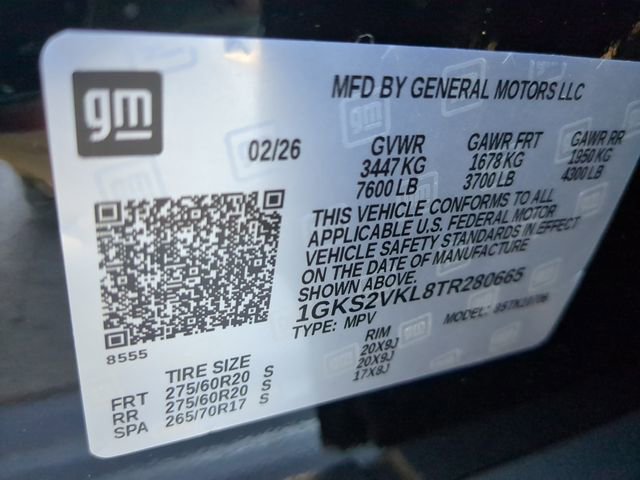 gm
MFD BY GENERAL MOTORS LLC
02/26 GVWR GAWR FRT GAWR RR
3447 KG 1678 KG 1950 KG
7600 LB 3700 LB 4300 LB
THIS VEHICLE CONFORMS TO ALL
APPLICABLE U.S. FEDERAL MOTOR
VEHICLE SAFETY STANDARDS IN EFFECT
ON THE DATE OF MANUFACTURE
SHOWN ABOVE.
1GKS2VKL8TR280665
TYPE: MPV MODEL:
8555
TIRE SIZE RIM
FRT 275/60R20 S 20X9J
RR 275/60R20 S 20X9J
SPA 265/70R17 S 17X8J